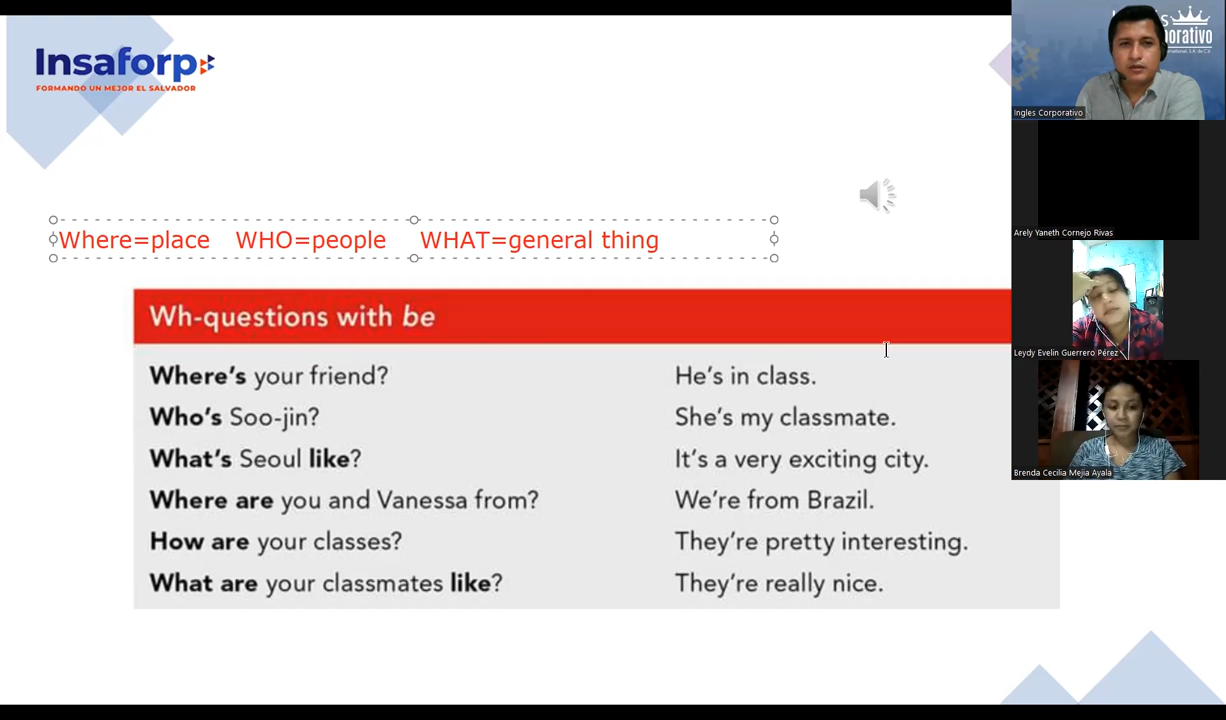 Insaforp
FORMANDO UN MEJOR EL SALVADOR
Where=place WHO=people WHAT=general thing
Wh-questions with be
Where's your friend? He's in class.
Who's Soo-jin? She's my classmate.
What's Seoul like? It's a very exciting city.
Where are you and Vanessa from? We're from Brazil.
How are your classes? They're pretty interesting.
What are your classmates like? They're really nice.
Ingles Corporativo
Arely Yaneth Cornejo Rivas
Leydy Evelin Guerrero Pérez
Brenda Cecilia Mejia Ayala